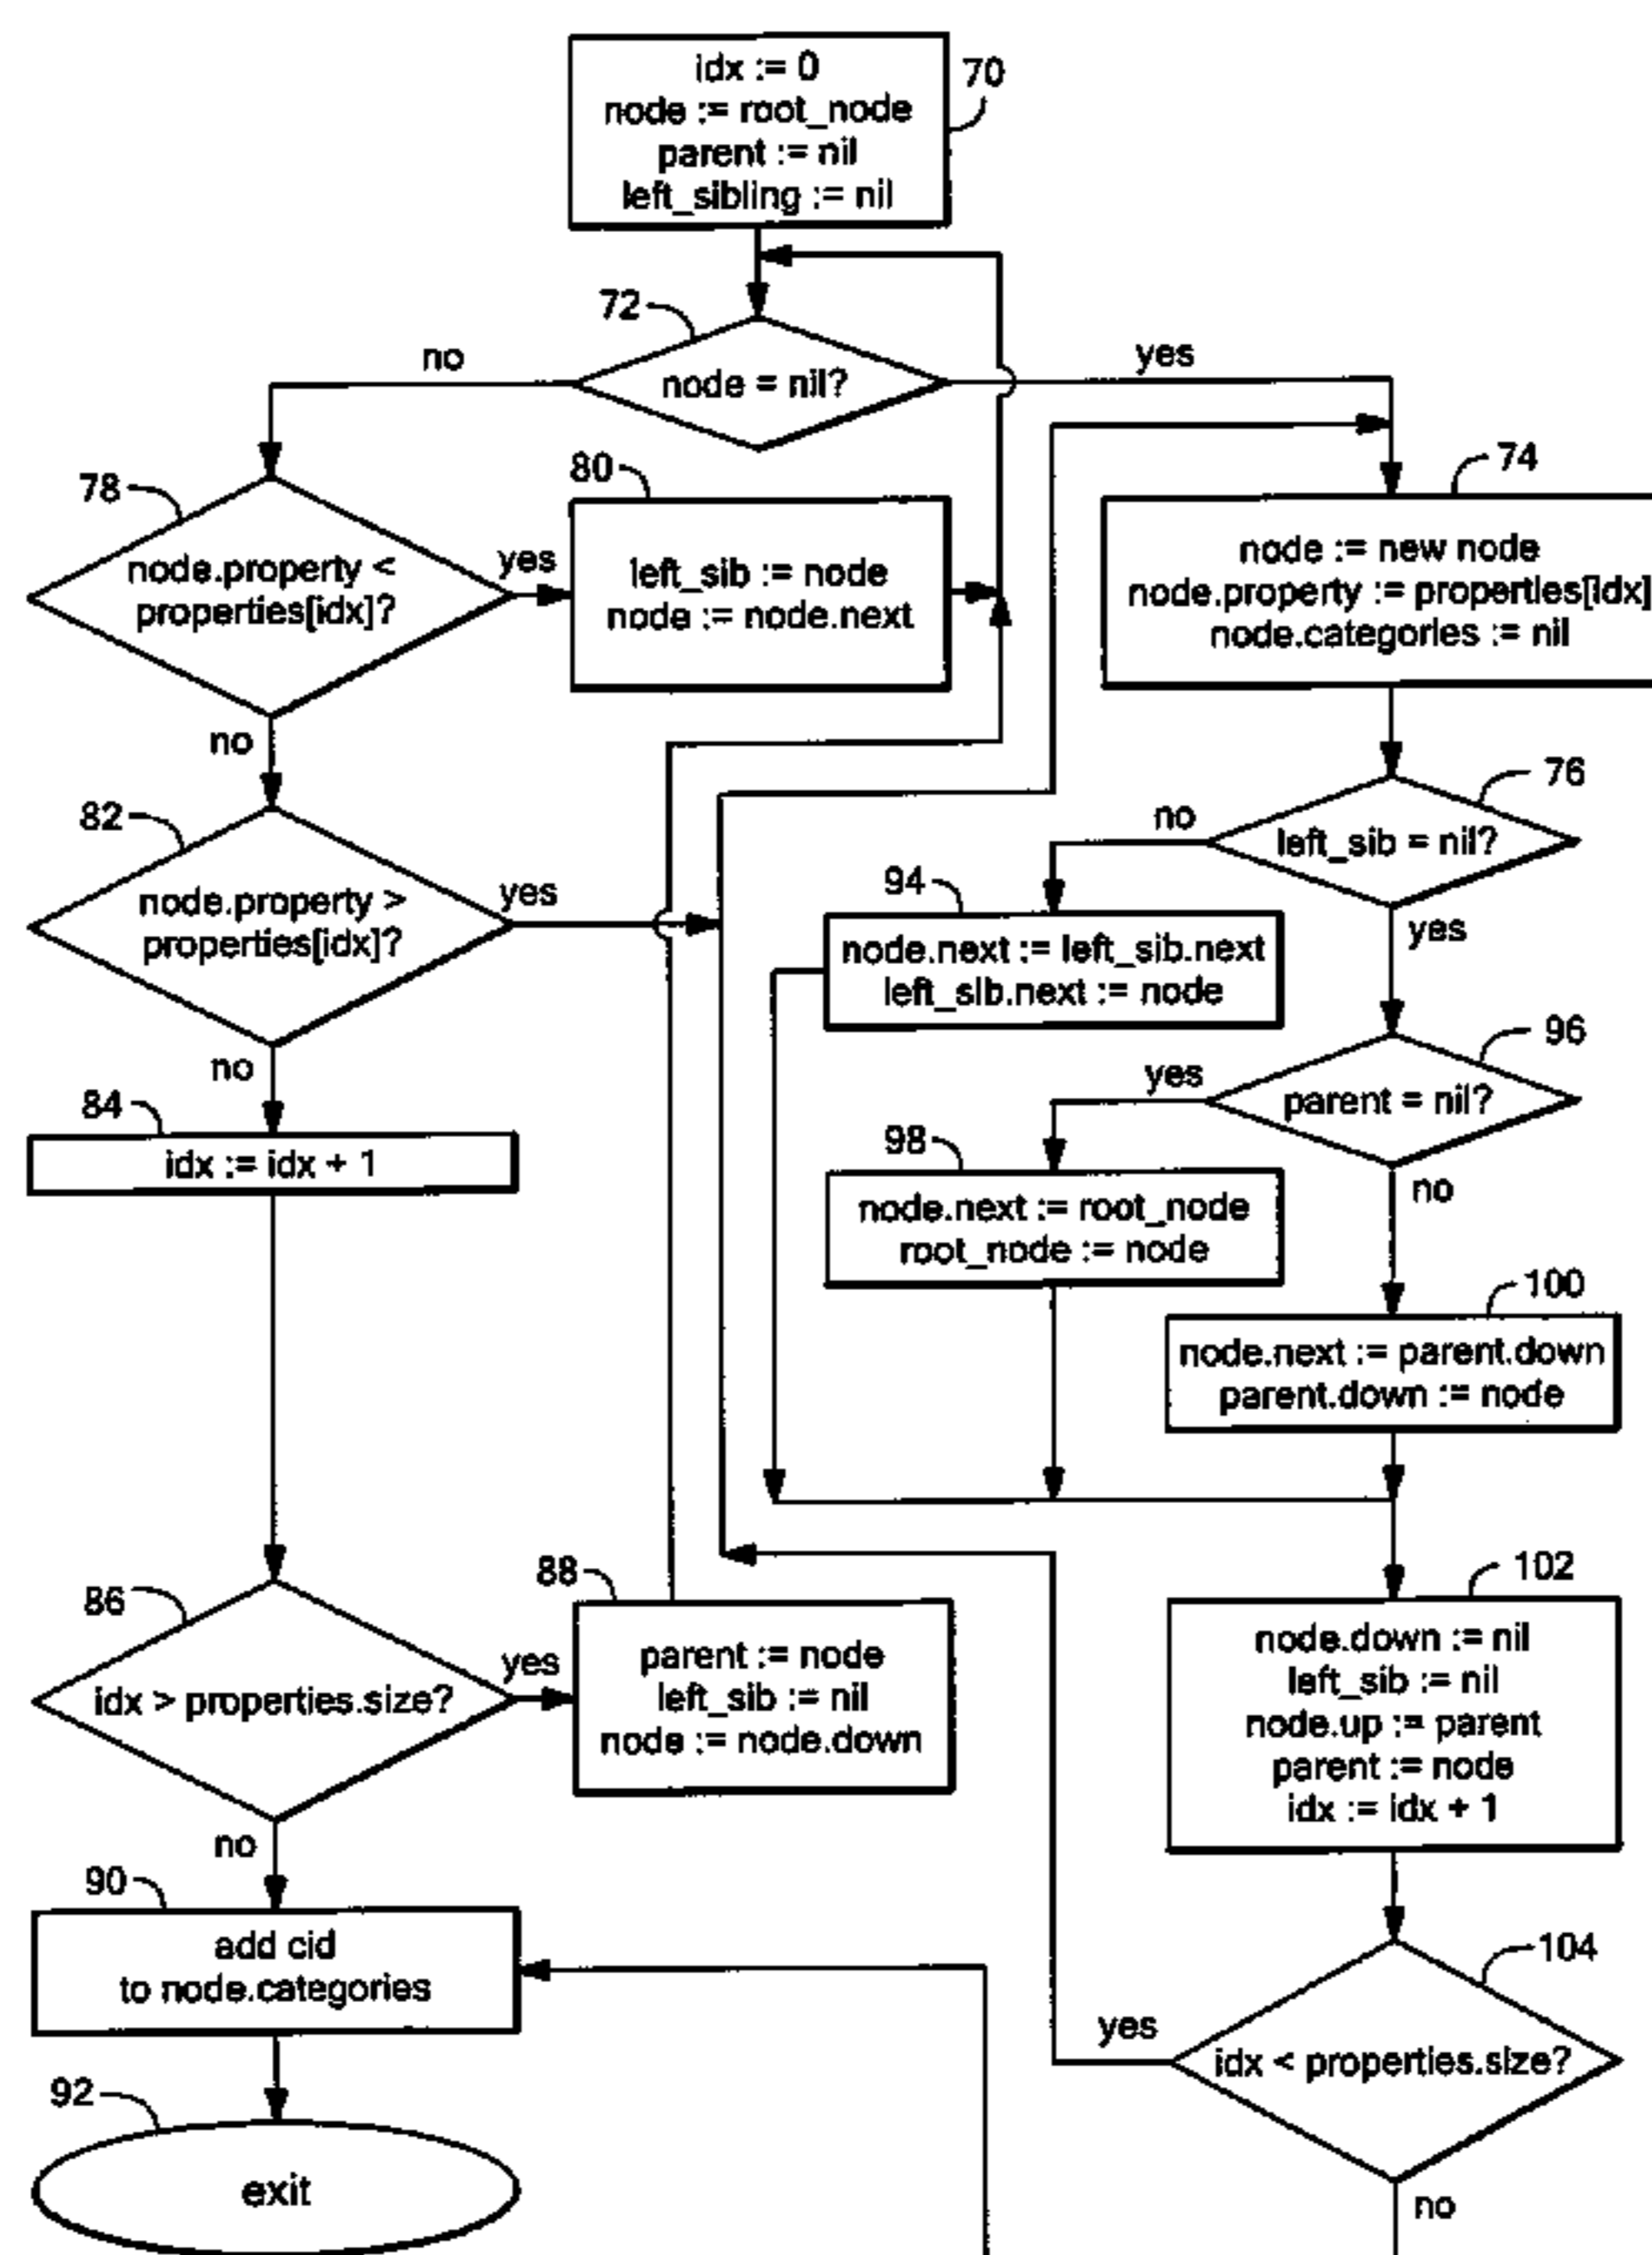 idx := 0
node := root_node
parent := nil
left_sibling := nil
70
72
node = nil?
no
yes
78
node.property <
properties[idx]?
yes
no
80
left_sib := node
node := node.next
74
node := new node
node.property := properties[idx]
node.categories := nil
76
left_sib = nil?
no
yes
82
node.property >
properties[idx]?
yes
no
94
node.next := left_sib.next
left_sib.next := node
96
parent = nil?
yes
no
84
idx := idx + 1
98
node.next := root_node
root_node := node
100
node.next := parent.down
parent.down := node
86
idx > properties.size?
yes
no
88
parent := node
left_sib := nil
node := node.down
102
node.down := nil
left_sib := nil
node.up := parent
parent := node
idx := idx + 1
90
add cid
to node.categories
104
idx < properties.size?
yes
no
92
exit